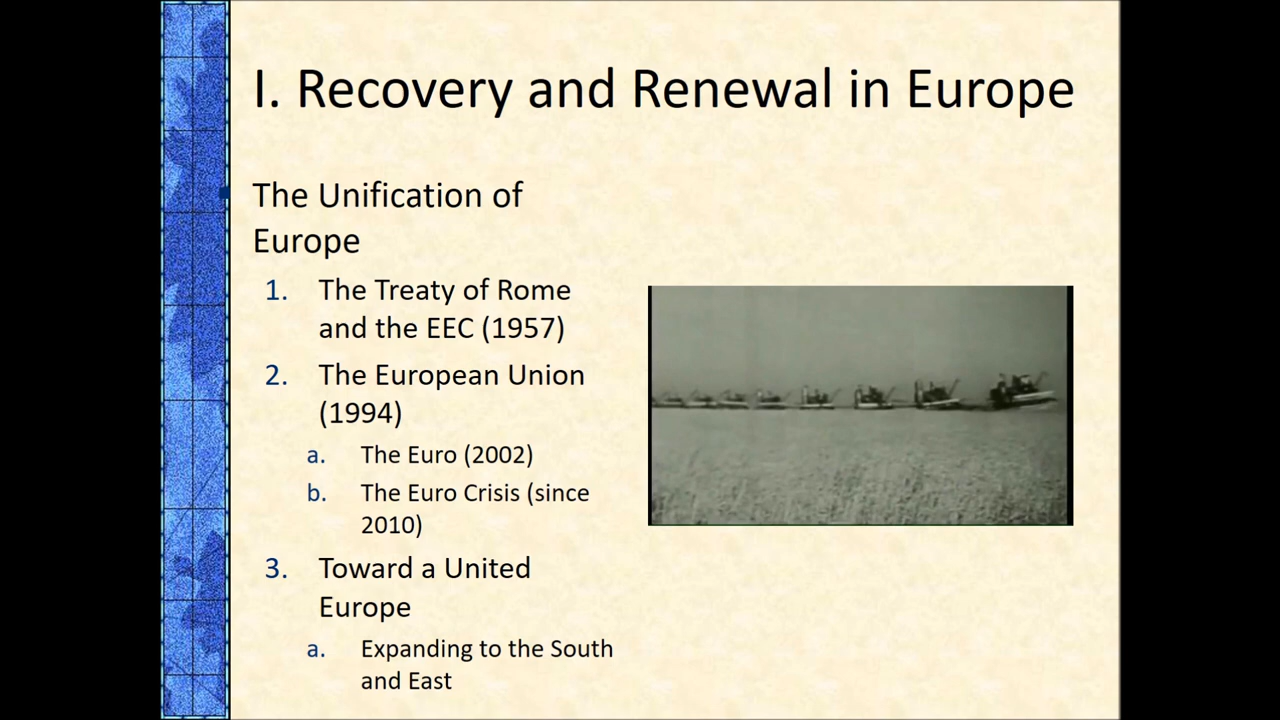 I. Recovery and Renewal in Europe
The Unification of
Europe
1. The Treaty of Rome
and the EEC (1957)
2. The European Union
(1994)
a. The Euro (2002)
b. The Euro Crisis (since
2010)
3. Toward a United
Europe
a. Expanding to the South
and East